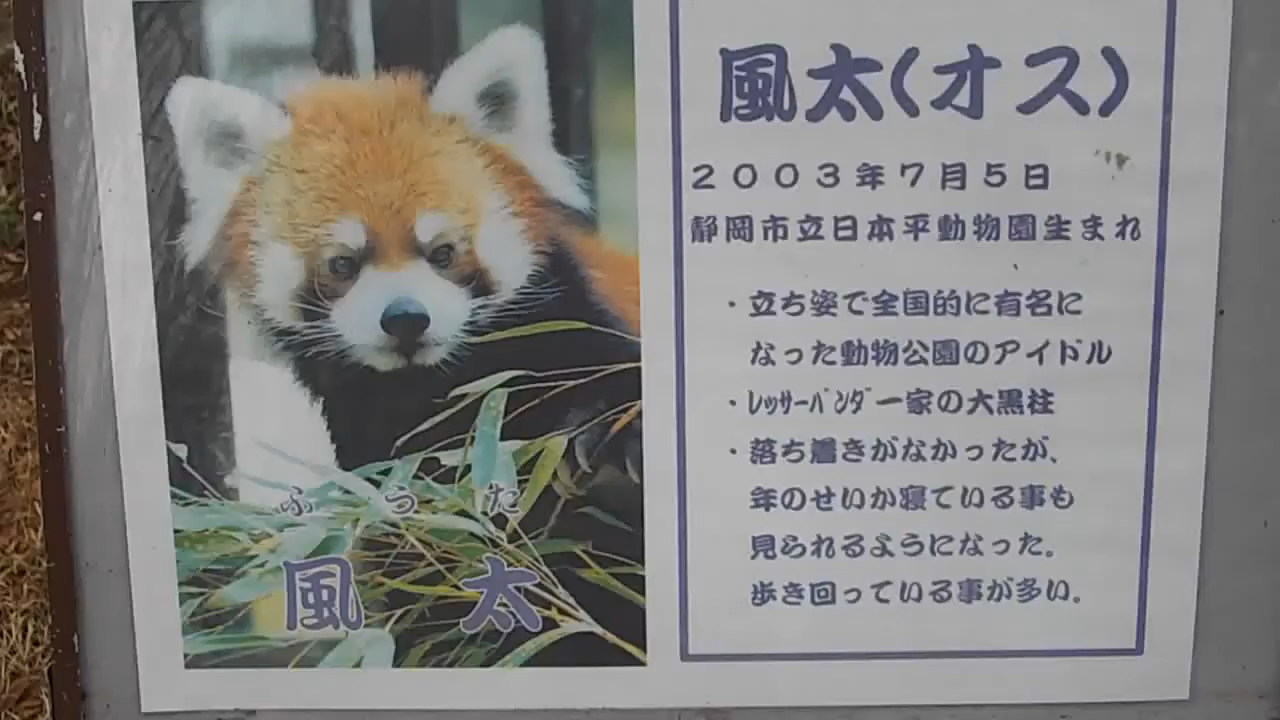 ふうた
風太
風太(オス)
２００３年７月５日
静岡市立日本平動物園生まれ
・立ち姿で全国的に有名に
なった動物公園のアイドル
・ﾚｯｻｰﾊﾟﾝﾀﾞ一家の大黒柱
・落ち着きがなかったが、
年のせいか寝ている事も
見られるようになった。
歩き回っている事が多い。